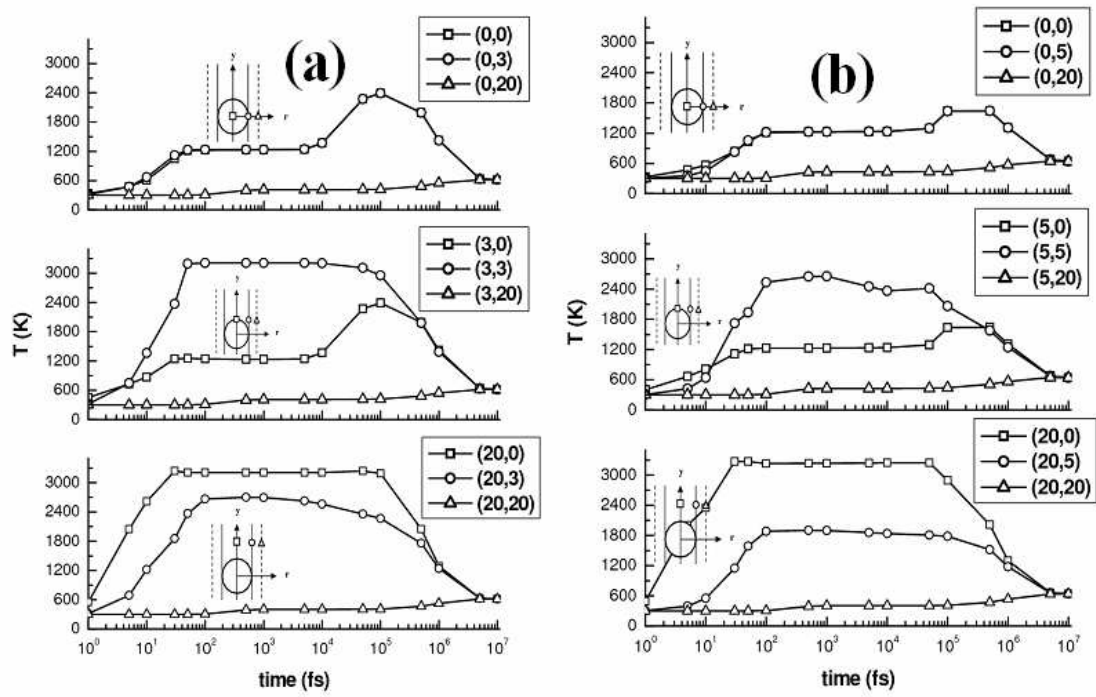 (a)
(0,0)
(0,3)
(0,20)
y
r
3000
2400
1800
1200
600
0
(3,0)
(3,3)
(3,20)
y
r
3000
2400
1800
1200
600
0
T (K)
(20,0)
(20,3)
(20,20)
y
r
3000
2400
1800
1200
600
0
10^0 10^1 10^2 10^3 10^4 10^5 10^6 10^7
time (fs)
(b)
(0,0)
(0,5)
(0,20)
y
r
3000
2400
1800
1200
600
0
(5,0)
(5,5)
(5,20)
y
r
3000
2400
1800
1200
600
0
T (K)
(20,0)
(20,5)
(20,20)
y
r
3000
2400
1800
1200
600
0
10^0 10^1 10^2 10^3 10^4 10^5 10^6 10^7
time (fs)